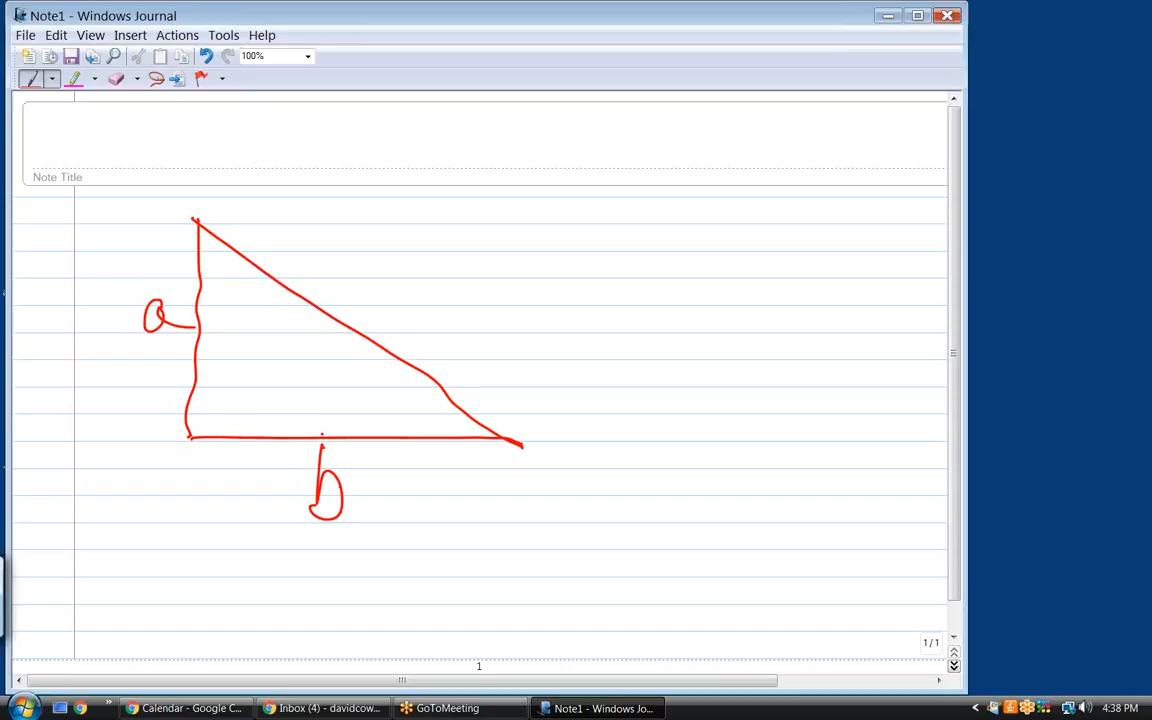 Note1 - Windows Journal
File Edit View Insert Actions Tools Help
100%
Note Title
a
b
1 / 1
1
Calendar - Google C...
Inbox (4) - davidcow...
GoToMeeting
Note1 - Windows Jo...
4:38 PM